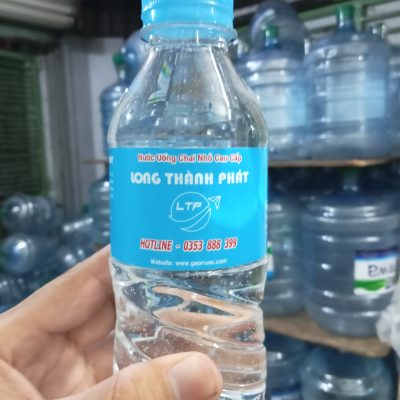 Nước Uống Chai Nhỏ Cao Cấp
LONG THÀNH PHÁT
LTP
HOTLINE - 0353 888 399
Website: www.gaonuoc.com